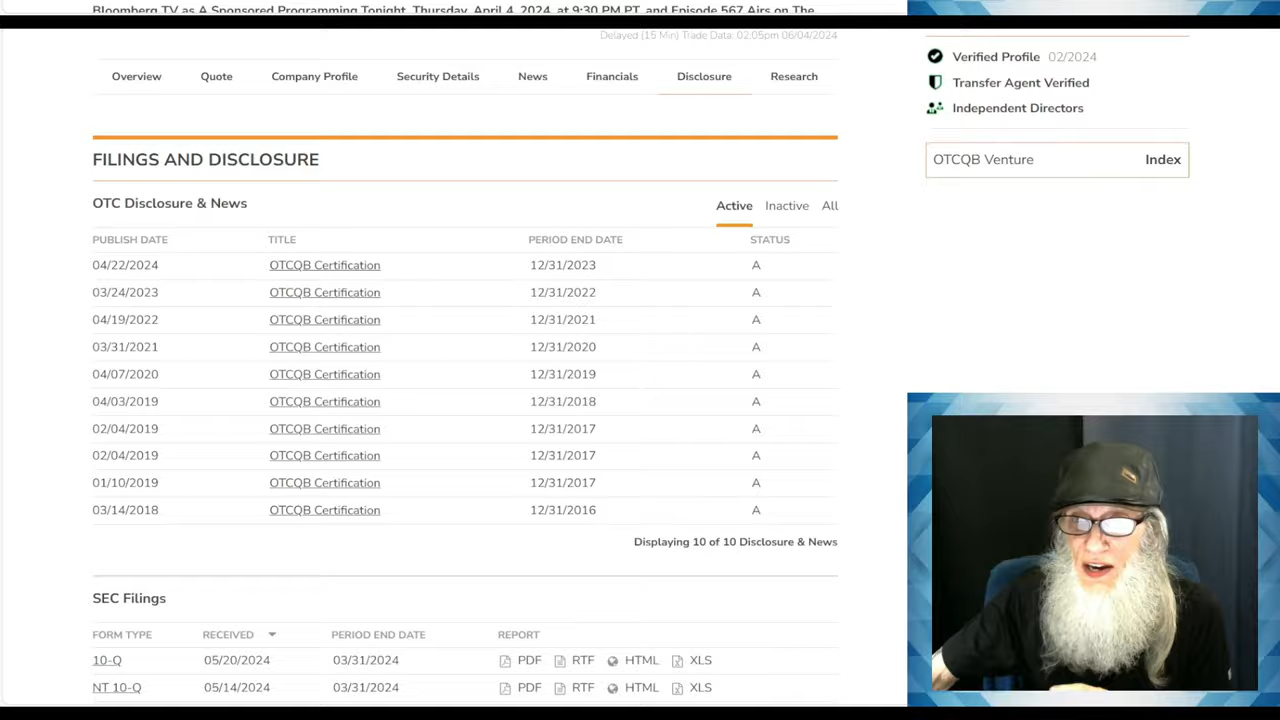 Bloomberg TV as A Sponsored Programming Tonight, Thursday, April 4, 2024, at 9:30 PM PT, and Episode 567 Airs on The
Delayed (15 Min) Trade Data: 02:05pm 06/04/2024
Overview Quote Company Profile Security Details News Financials Disclosure Research
Verified Profile 02/2024
Transfer Agent Verified
Independent Directors
OTCQB Venture Index
FILINGS AND DISCLOSURE
OTC Disclosure & News
Active Inactive All
PUBLISH DATE TITLE PERIOD END DATE STATUS
04/22/2024 OTCQB Certification 12/31/2023 A
03/24/2023 OTCQB Certification 12/31/2022 A
04/19/2022 OTCQB Certification 12/31/2021 A
03/31/2021 OTCQB Certification 12/31/2020 A
04/07/2020 OTCQB Certification 12/31/2019 A
04/03/2019 OTCQB Certification 12/31/2018 A
02/04/2019 OTCQB Certification 12/31/2017 A
02/04/2019 OTCQB Certification 12/31/2017 A
01/10/2019 OTCQB Certification 12/31/2017 A
03/14/2018 OTCQB Certification 12/31/2016 A
Displaying 10 of 10 Disclosure & News
SEC Filings
FORM TYPE RECEIVED PERIOD END DATE REPORT
10-Q 05/20/2024 03/31/2024 PDF RTF HTML XLS
NT 10-Q 05/14/2024 03/31/2024 PDF RTF HTML XLS